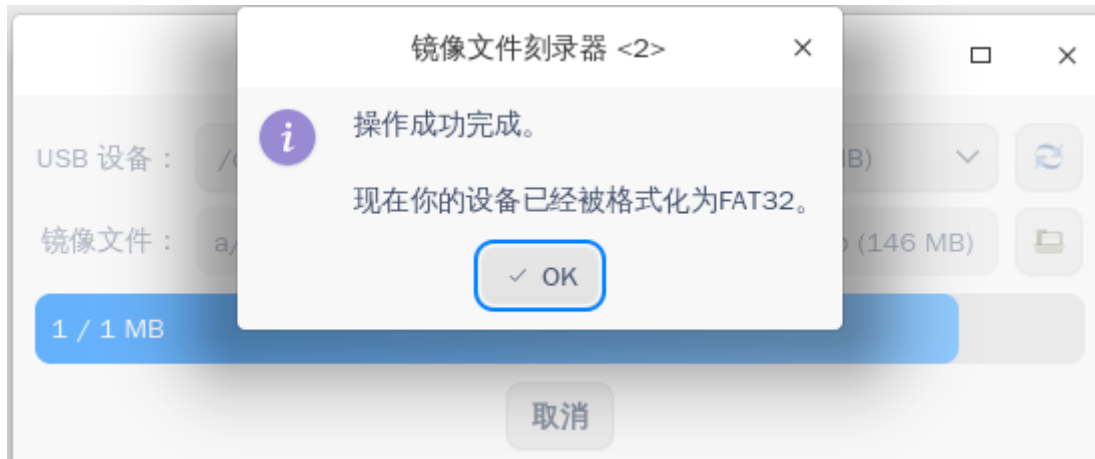 镜像文件刻录器 <2>
操作成功完成。
现在你的设备已经被格式化为FAT32。
OK
USB 设备：
镜像文件： a/ (146 MB)
1 / 1 MB
取消